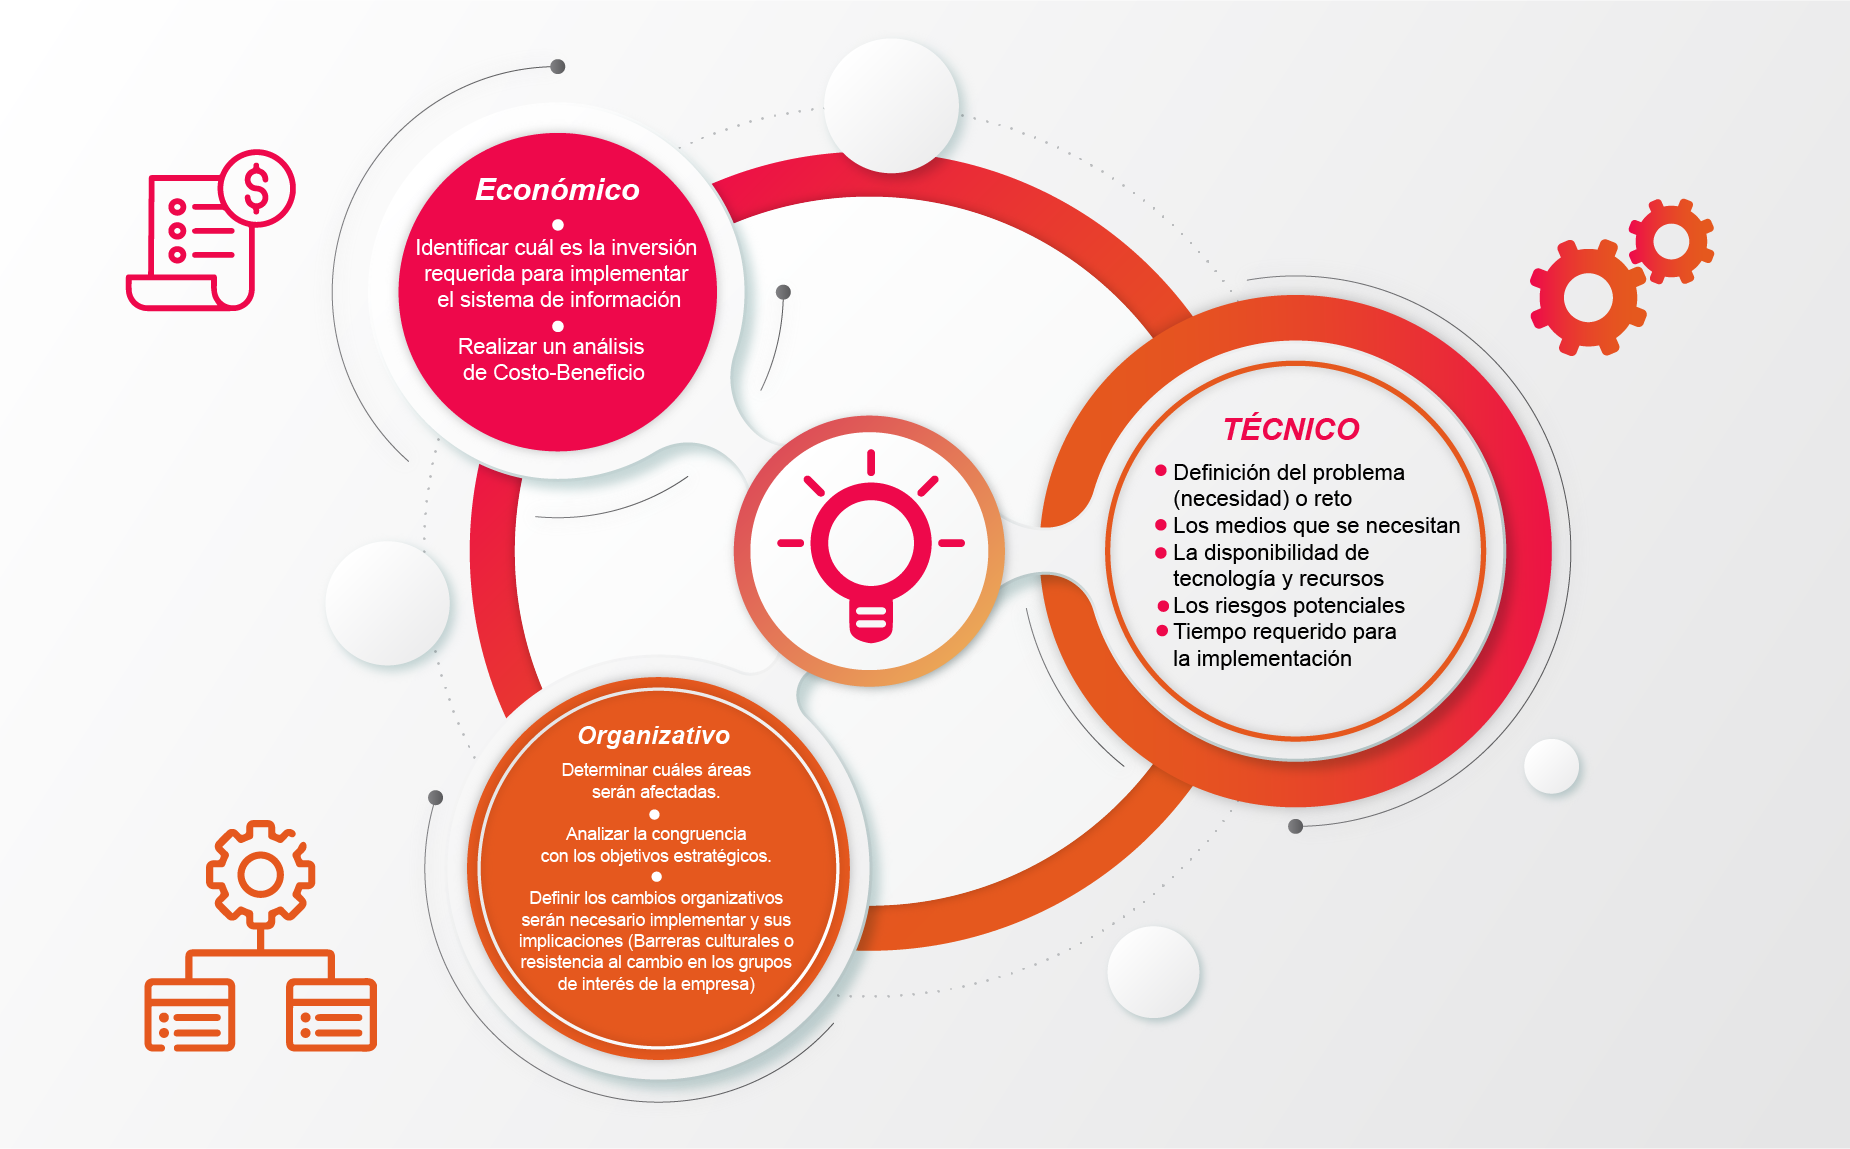 $
Económico
Identificar cuál es la inversión
requerida para implementar
el sistema de información
Realizar un análisis
de Costo-Beneficio
TÉCNICO
Definición del problema
(necesidad) o reto
Los medios que se necesitan
La disponibilidad de
tecnología y recursos
Los riesgos potenciales
Tiempo requerido para
la implementación
Organizativo
Determinar cuáles áreas
serán afectadas.
Analizar la congruencia
con los objetivos estratégicos.
Definir los cambios organizativos
serán necesario implementar y sus
implicaciones (Barreras culturales o
resistencia al cambio en los grupos
de interés de la empresa)